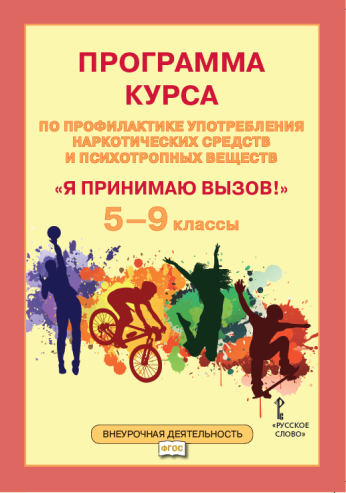 ПРОГРАММА
КУРСА
ПО ПРОФИЛАКТИКЕ УПОТРЕБЛЕНИЯ
НАРКОТИЧЕСКИХ СРЕДСТВ
И ПСИХОТРОПНЫХ ВЕЩЕСТВ
«Я ПРИНИМАЮ ВЫЗОВ!»
5–9 КЛАССЫ
«РУССКОЕ
СЛОВО»
ВНЕУРОЧНАЯ ДЕЯТЕЛЬНОСТЬ
ФГОС